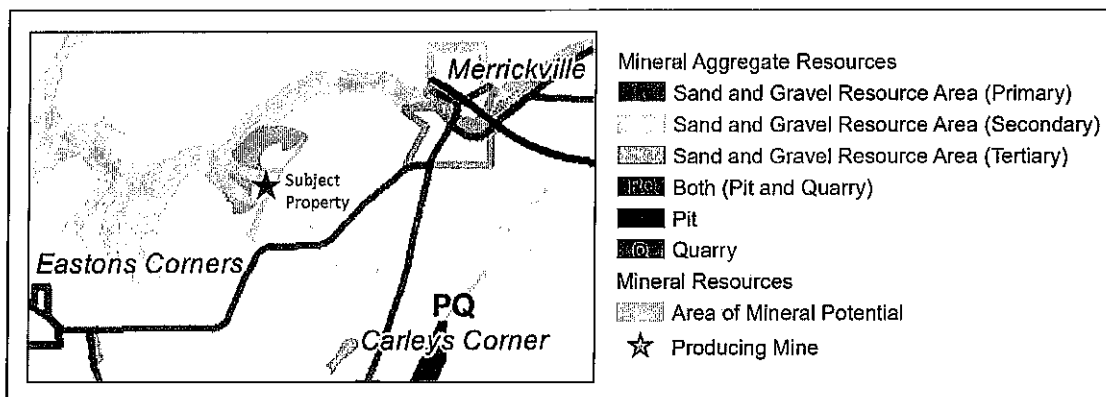 Merrickville
Subject
Property
Eastons Corners
PQ
Carleys Corner
Mineral Aggregate Resources
Sand and Gravel Resource Area (Primary)
Sand and Gravel Resource Area (Secondary)
Sand and Gravel Resource Area (Tertiary)
PQ Both (Pit and Quarry)
Pit
Q Quarry
Mineral Resources
Area of Mineral Potential
Producing Mine